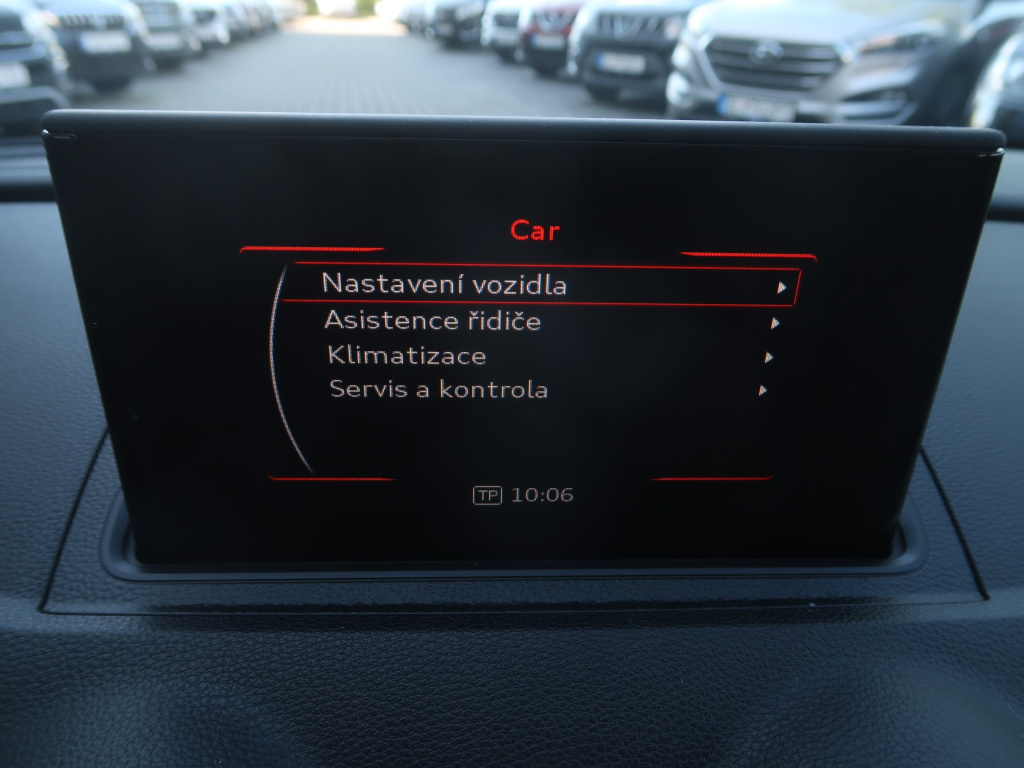 Car
Nastavení vozidla
Asistence řidiče
Klimatizace
Servis a kontrola
TP 10:06